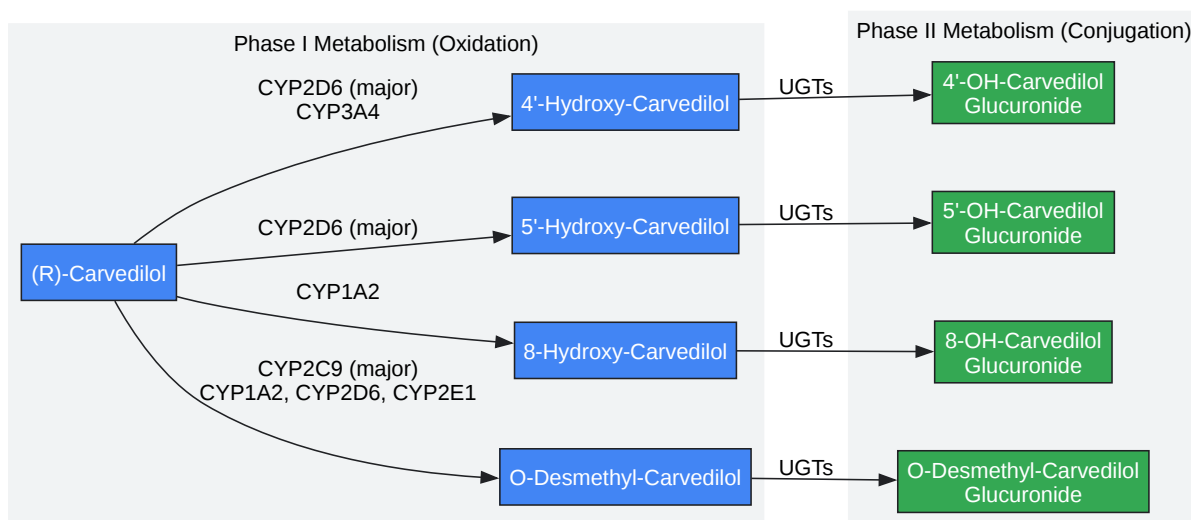 Phase I Metabolism (Oxidation)
Phase II Metabolism (Conjugation)
CYP2D6 (major)
CYP3A4
4'-Hydroxy-Carvedilol
UGTs
4'-OH-Carvedilol
Glucuronide
CYP2D6 (major)
5'-Hydroxy-Carvedilol
UGTs
5'-OH-Carvedilol
Glucuronide
(R)-Carvedilol
CYP1A2
8-Hydroxy-Carvedilol
UGTs
8-OH-Carvedilol
Glucuronide
CYP2C9 (major)
CYP1A2, CYP2D6, CYP2E1
O-Desmethyl-Carvedilol
UGTs
O-Desmethyl-Carvedilol
Glucuronide